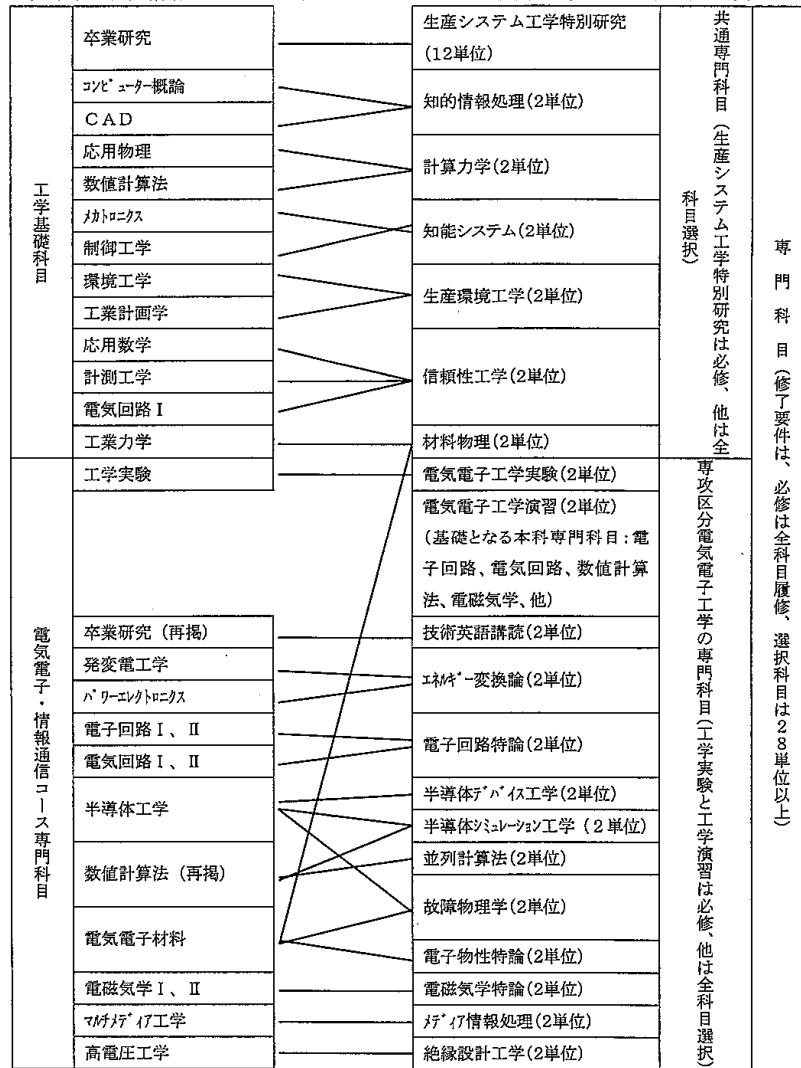 工学基礎科目
卒業研究
コンピューター概論
CAD
応用物理
数値計算法
メカトロニクス
制御工学
環境工学
工業計画学
応用数学
計測工学
電気回路Ⅰ
工業力学
電気電子・情報通信コース専門科目
工学実験
卒業研究（再掲）
発変電工学
パワーエレクトロニクス
電子回路Ⅰ、Ⅱ
電気回路Ⅰ、Ⅱ
半導体工学
数値計算法（再掲）
電気電子材料
電磁気学Ⅰ、Ⅱ
マルチメディア工学
高電圧工学
生産システム工学特別研究
(12単位)
知的情報処理(2単位)
計算力学(2単位)
知能システム(2単位)
生産環境工学(2単位)
信頼性工学(2単位)
材料物理(2単位)
電気電子工学実験(2単位)
電気電子工学演習(2単位)
(基礎となる本科専門科目：電
子回路、電気回路、数値計算
法、電磁気学、他)
技術英語講読(2単位)
エネルギー変換論(2単位)
電子回路特論(2単位)
半導体デバイス工学(2単位)
半導体シミュレーション工学（２単位）
並列計算法(2単位)
故障物理学(2単位)
電子物性特論(2単位)
電磁気学特論(2単位)
メディア情報処理(2単位)
絶縁設計工学(2単位)
共通専門科目（生産システム工学特別研究は必修、他は全
科目選択）
専攻区分電気電子工学の専門科目（工学実験と工学演習は必修、他は全科目選択）
専門科目（修了要件は、必修は全科目履修、選択科目は２８単位以上）